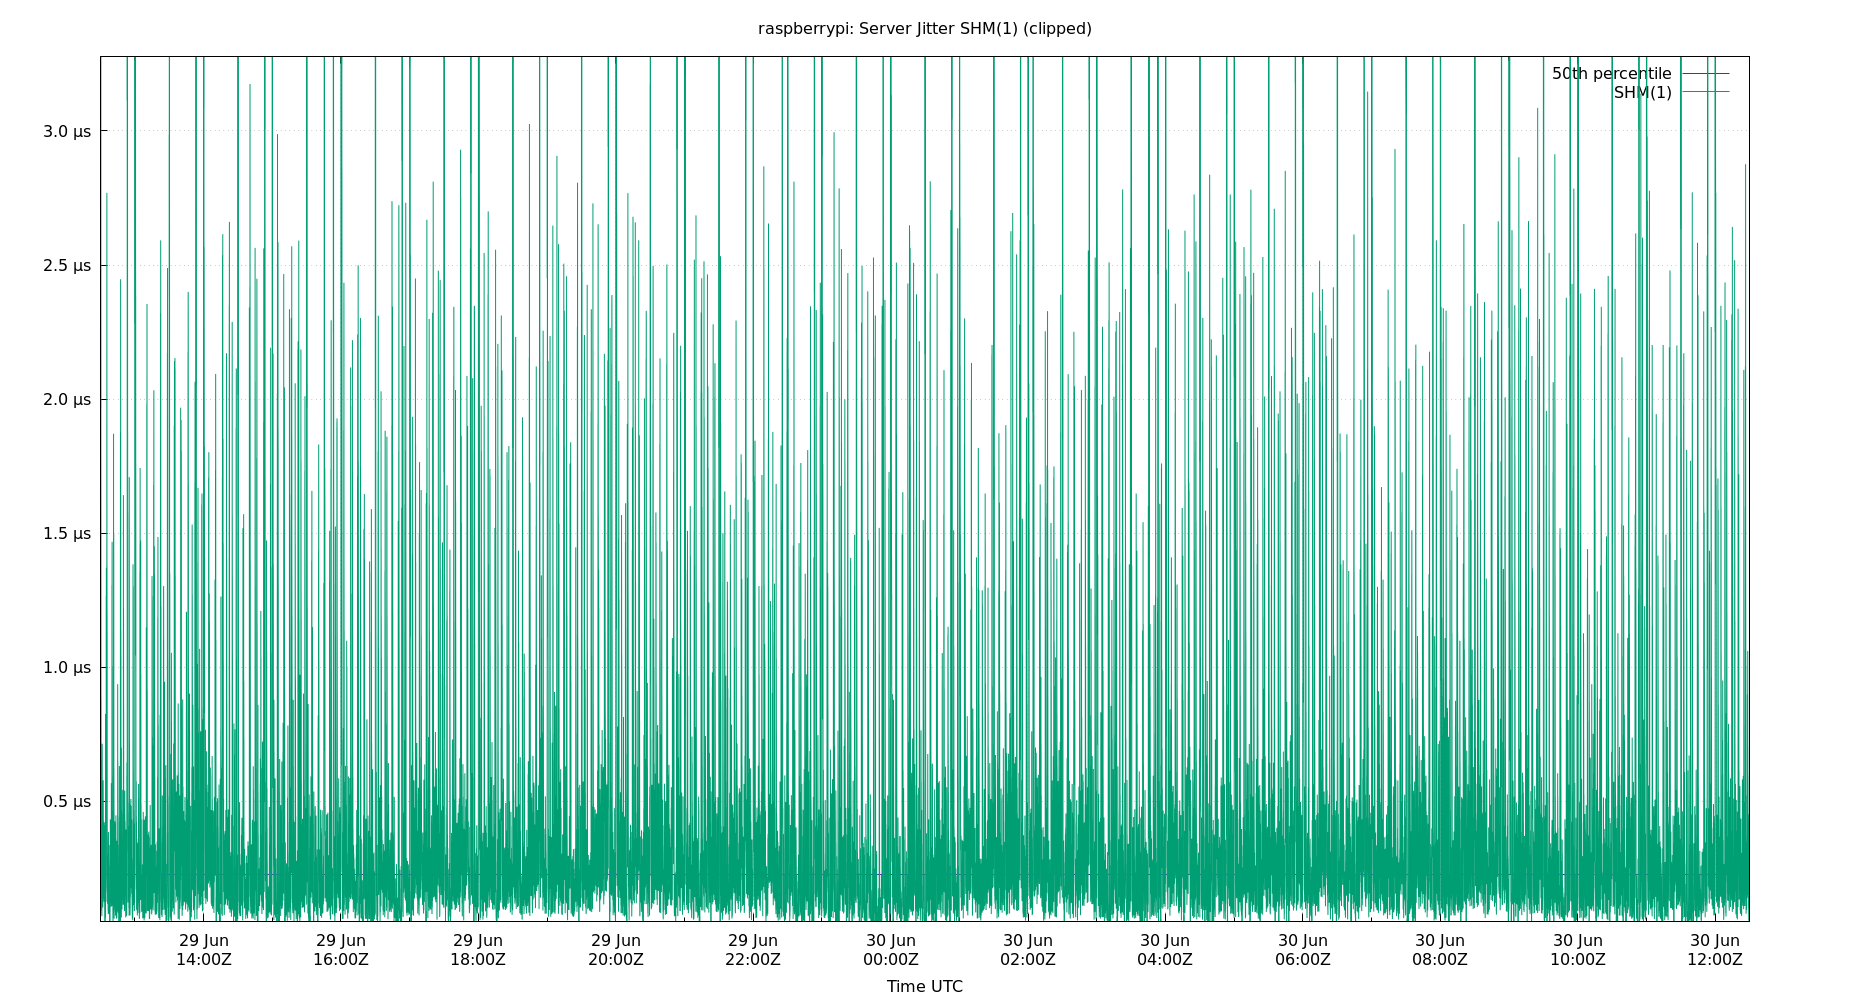 raspberrypi: Server Jitter SHM(1) (clipped)
50th percentile
SHM(1)
3.0 µs
2.5 µs
2.0 µs
1.5 µs
1.0 µs
0.5 µs
29 Jun 29 Jun 29 Jun 29 Jun 29 Jun 30 Jun 30 Jun 30 Jun 30 Jun 30 Jun 30 Jun 30 Jun
14:00Z 16:00Z 18:00Z 20:00Z 22:00Z 00:00Z 02:00Z 04:00Z 06:00Z 08:00Z 10:00Z 12:00Z
Time UTC